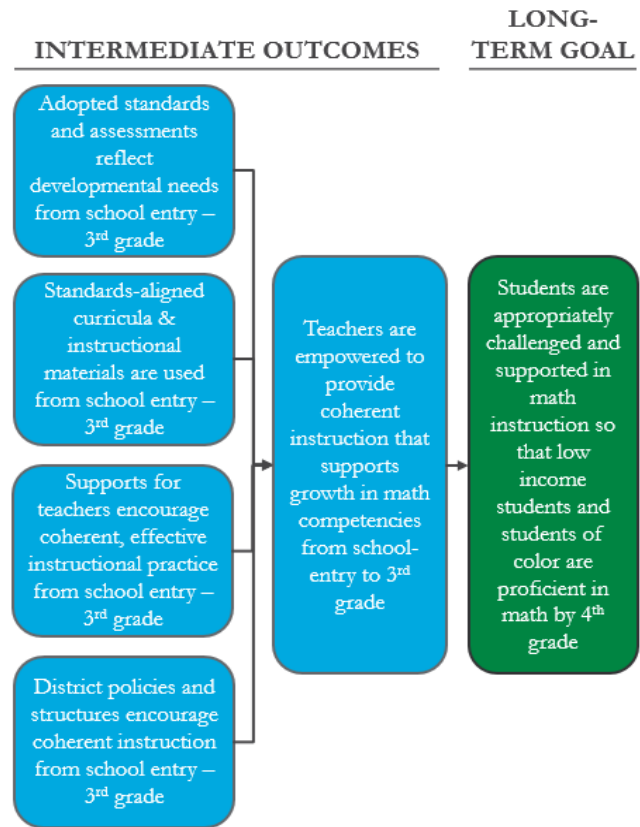 INTERMEDIATE OUTCOMES
LONG-
TERM GOAL
Adopted standards
and assessments
reflect
developmental needs
from school entry –
3rd grade
Standards-aligned
curricula &
instructional
materials are used
from school entry –
3rd grade
Supports for
teachers encourage
coherent, effective
instructional practice
from school entry –
3rd grade
District policies and
structures encourage
coherent instruction
from school entry –
3rd grade
Teachers are
empowered to
provide
coherent
instruction that
supports
growth in math
competencies
from school-
entry to 3rd
grade
Students are
appropriately
challenged and
supported in
math
instruction so
that low
income
students and
students of
color are
proficient in
math by 4th
grade